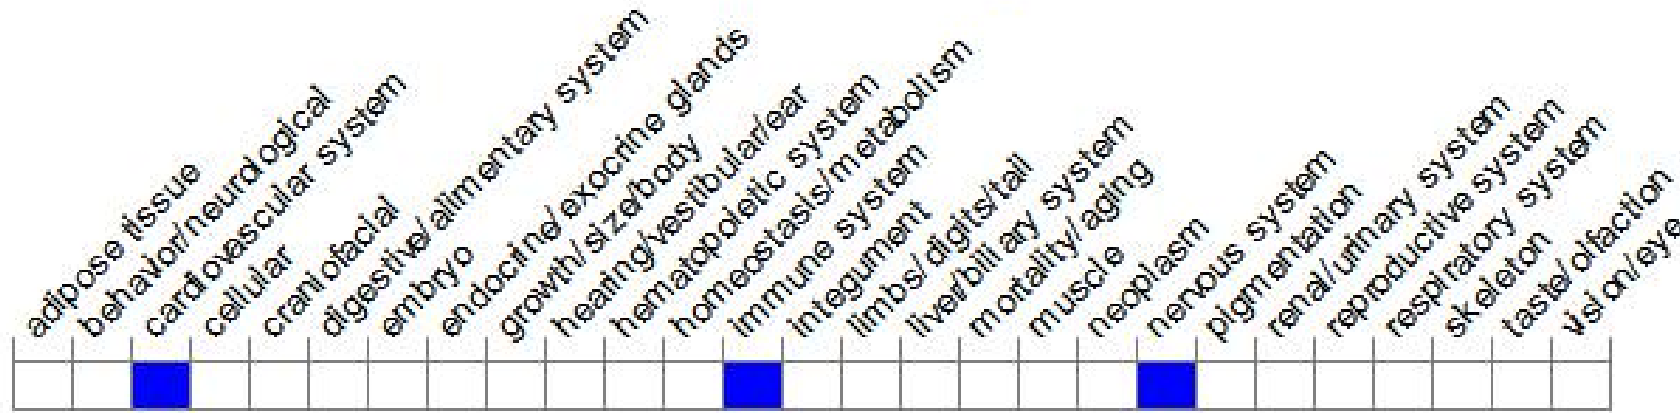 adipose tissue
behavior/neurological
cardiovascular system
cellular
craniofacial
digestive/alimentary system
embryo
endocrine/exocrine glands
growth/size/body
hearing/vestibular/ear
hematopoietic system
homeostasis/metabolism
immune system
integument
limbs/digits/tail
liver/biliary system
mortality/aging
muscle
neoplasm
nervous system
pigmentation
renal/urinary system
reproductive system
respiratory system
skeleton
taste/olfaction
vision/eye